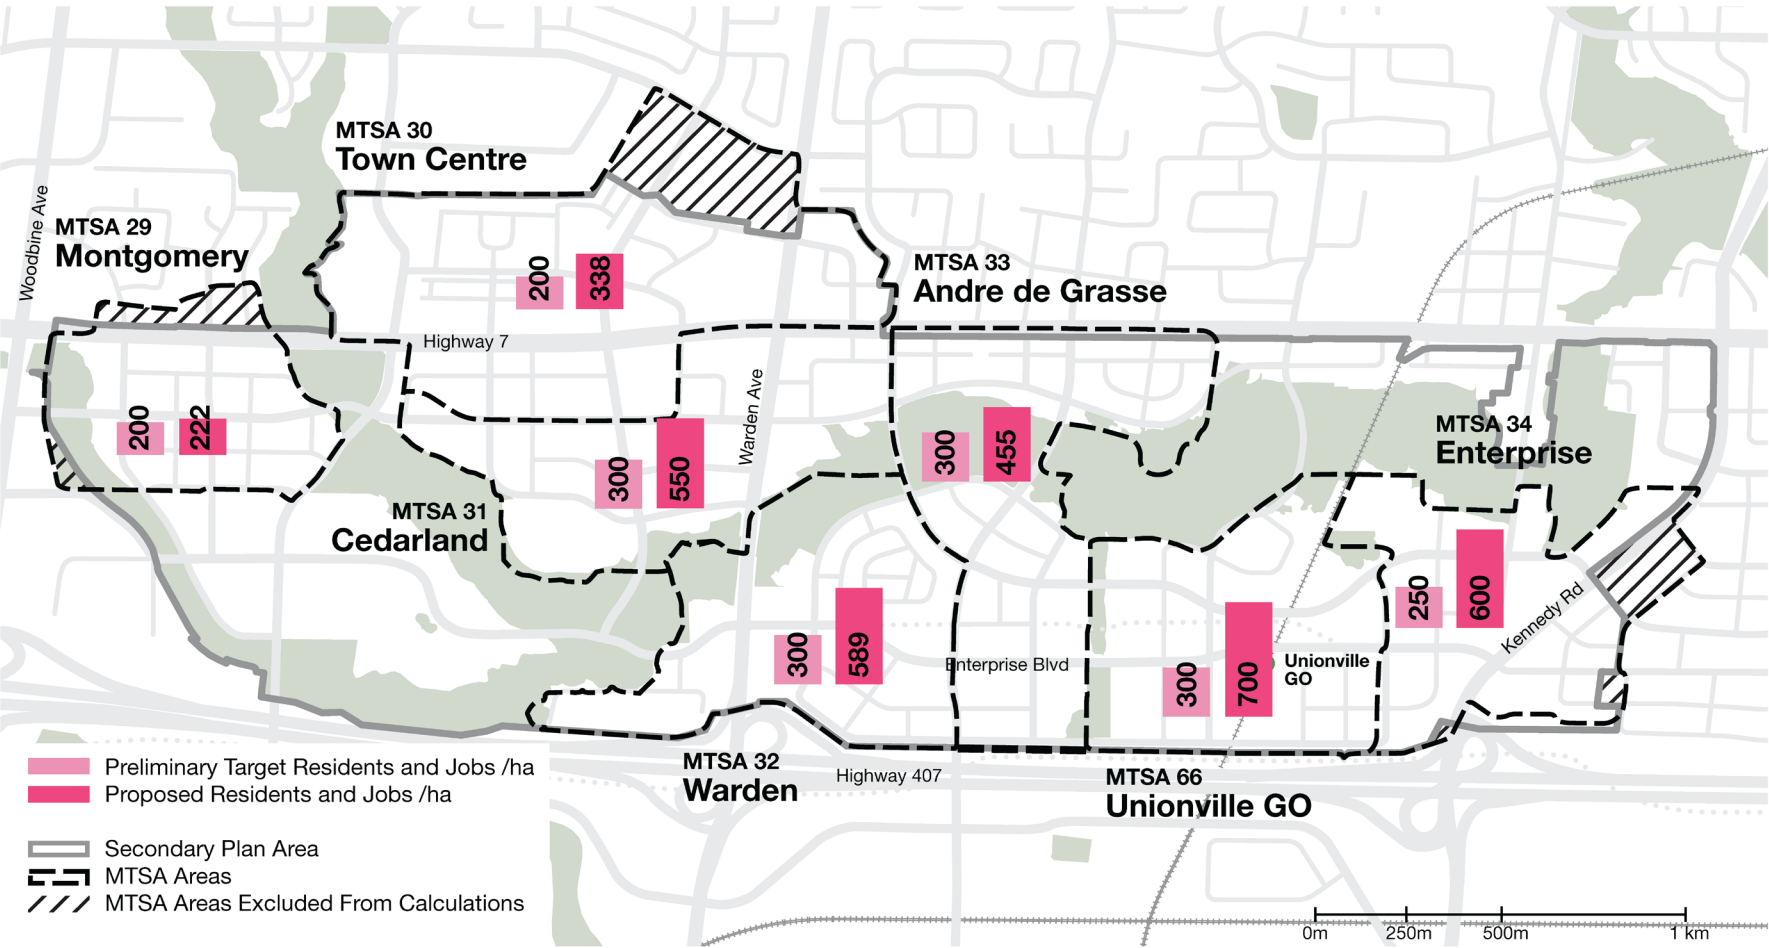 MTSA 30
Town Centre
Woodbine Ave
MTSA 29
Montgomery
200
338
MTSA 33
Andre de Grasse
Highway 7
Warden Ave
200
222
300
550
300
455
MTSA 34
Enterprise
MTSA 31
Cedarland
250
600
Kennedy Rd
300
589
Enterprise Blvd
300
700
Unionville
GO
MTSA 32
Warden
Highway 407
MTSA 66
Unionville GO
Preliminary Target Residents and Jobs /ha
Proposed Residents and Jobs /ha
Secondary Plan Area
MTSA Areas
MTSA Areas Excluded From Calculations
0m
250m
500m
1 km